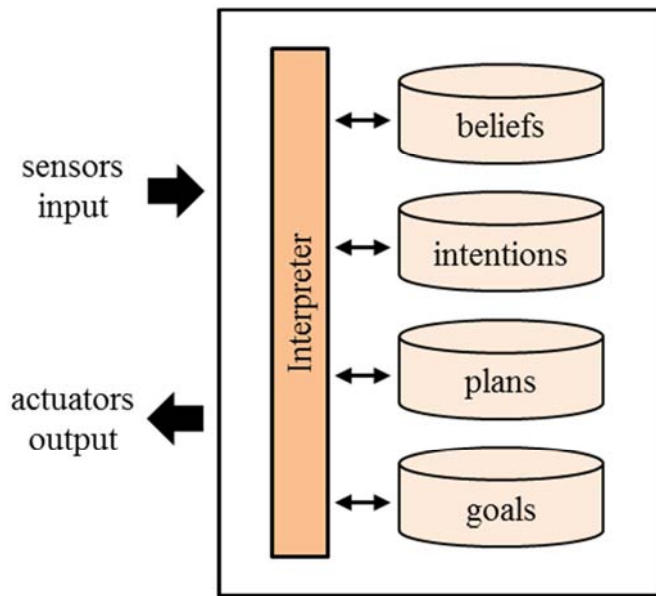 sensors
input
actuators
output
Interpreter
beliefs
intentions
plans
goals